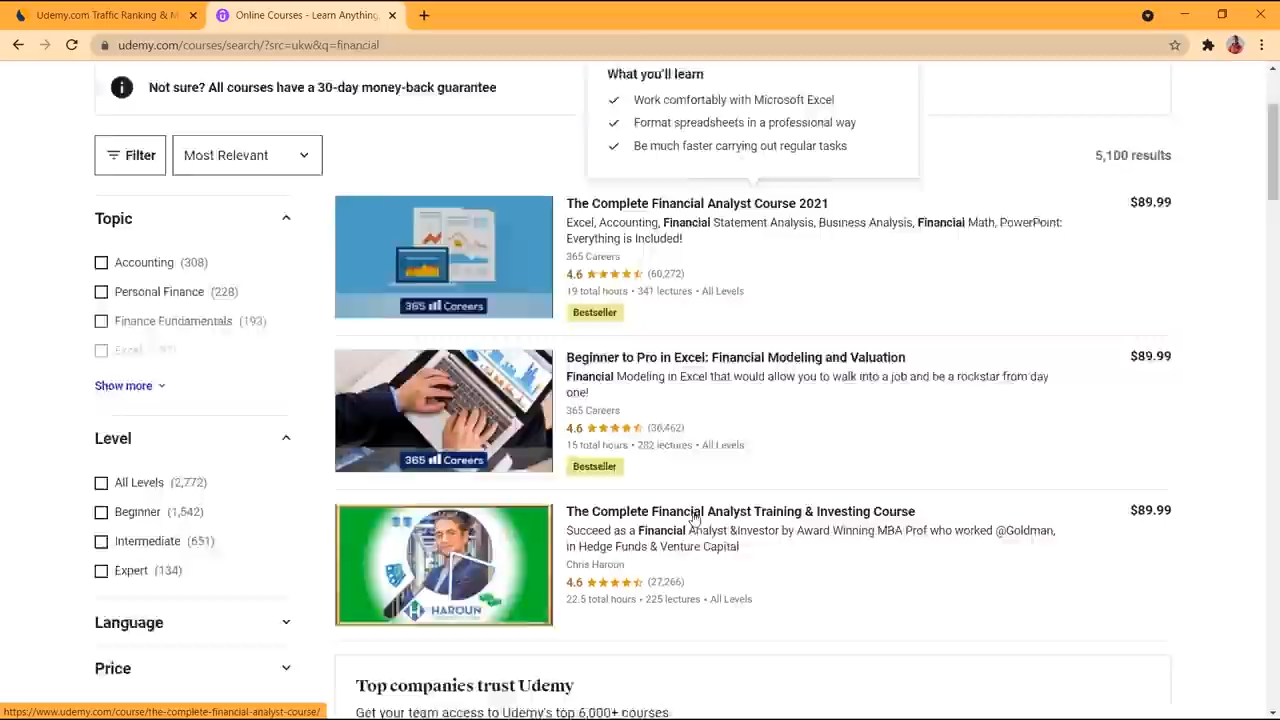 Udemy.com Traffic Ranking & M
Online Courses - Learn Anything,
udemy.com/courses/search/?src=ukw&q=financial
Not sure? All courses have a 30-day money-back guarantee
What you'll learn
Work comfortably with Microsoft Excel
Format spreadsheets in a professional way
Be much faster carrying out regular tasks
Filter
Most Relevant
5,100 results
Topic
Accounting (308)
Personal Finance (228)
Finance Fundamentals (193)
Show more
Level
All Levels (2,772)
Beginner (1,542)
Intermediate (651)
Expert (134)
Language
Price
365 Careers
The Complete Financial Analyst Course 2021
$89.99
Excel, Accounting, Financial Statement Analysis, Business Analysis, Financial Math, PowerPoint:
Everything is Included!
365 Careers
4.6 (60,272)
19 total hours • 341 lectures • All Levels
Bestseller
365 Careers
Beginner to Pro in Excel: Financial Modeling and Valuation
$89.99
Financial Modeling in Excel that would allow you to walk into a job and be a rockstar from day
one!
365 Careers
4.6 (36,462)
15 total hours • 282 lectures • All Levels
Bestseller
HAROUN
The Complete Financial Analyst Training & Investing Course
$89.99
Succeed as a Financial Analyst &Investor by Award Winning MBA Prof who worked @Goldman,
in Hedge Funds & Venture Capital
Chris Haroun
4.6 (27,266)
22.5 total hours • 225 lectures • All Levels
Top companies trust Udemy
Get your team access to Udemy's top 6,000+ courses
https://www.udemy.com/course/the-complete-financial-analyst-course/